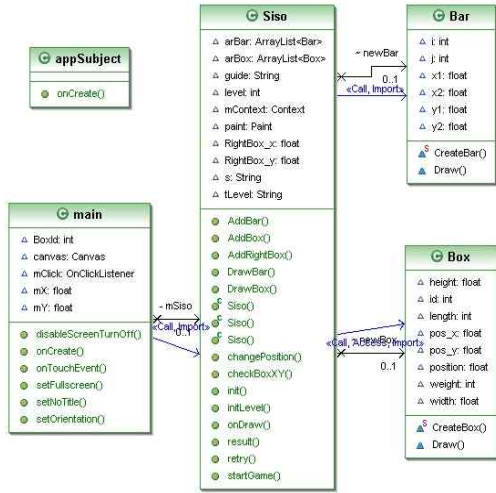 appSubject
onCreate()
main
BoxId: int
canvas: Canvas
mClick: OnClickListener
mX: float
mY: float
disableScreenTurnOff()
onCreate()
onTouchEvent()
setFullscreen()
setNoTitle()
setOrientation()
~ mSiso
«Call, Import»
0..1
Siso
arBar: ArrayList<Bar>
arBox: ArrayList<Box>
guide: String
level: int
mContext: Context
paint: Paint
RightBox_x: float
RightBox_y: float
s: String
tLevel: String
AddBar()
AddBox()
AddRightBox()
DrawBar()
DrawBox()
Siso()
Siso()
Siso()
changePosition()
checkBoxXY()
init()
initLevel()
onDraw()
result()
retry()
startGame()
~ newBar
0..1
«Call, Import»
Bar
i: int
j: int
x1: float
x2: float
y1: float
y2: float
CreateBar()
Draw()
~ newBox
«Call, Access, Import»
0..1
Box
height: float
id: int
length: int
pos_x: float
pos_y: float
position: float
weight: int
width: float
CreateBox()
Draw()